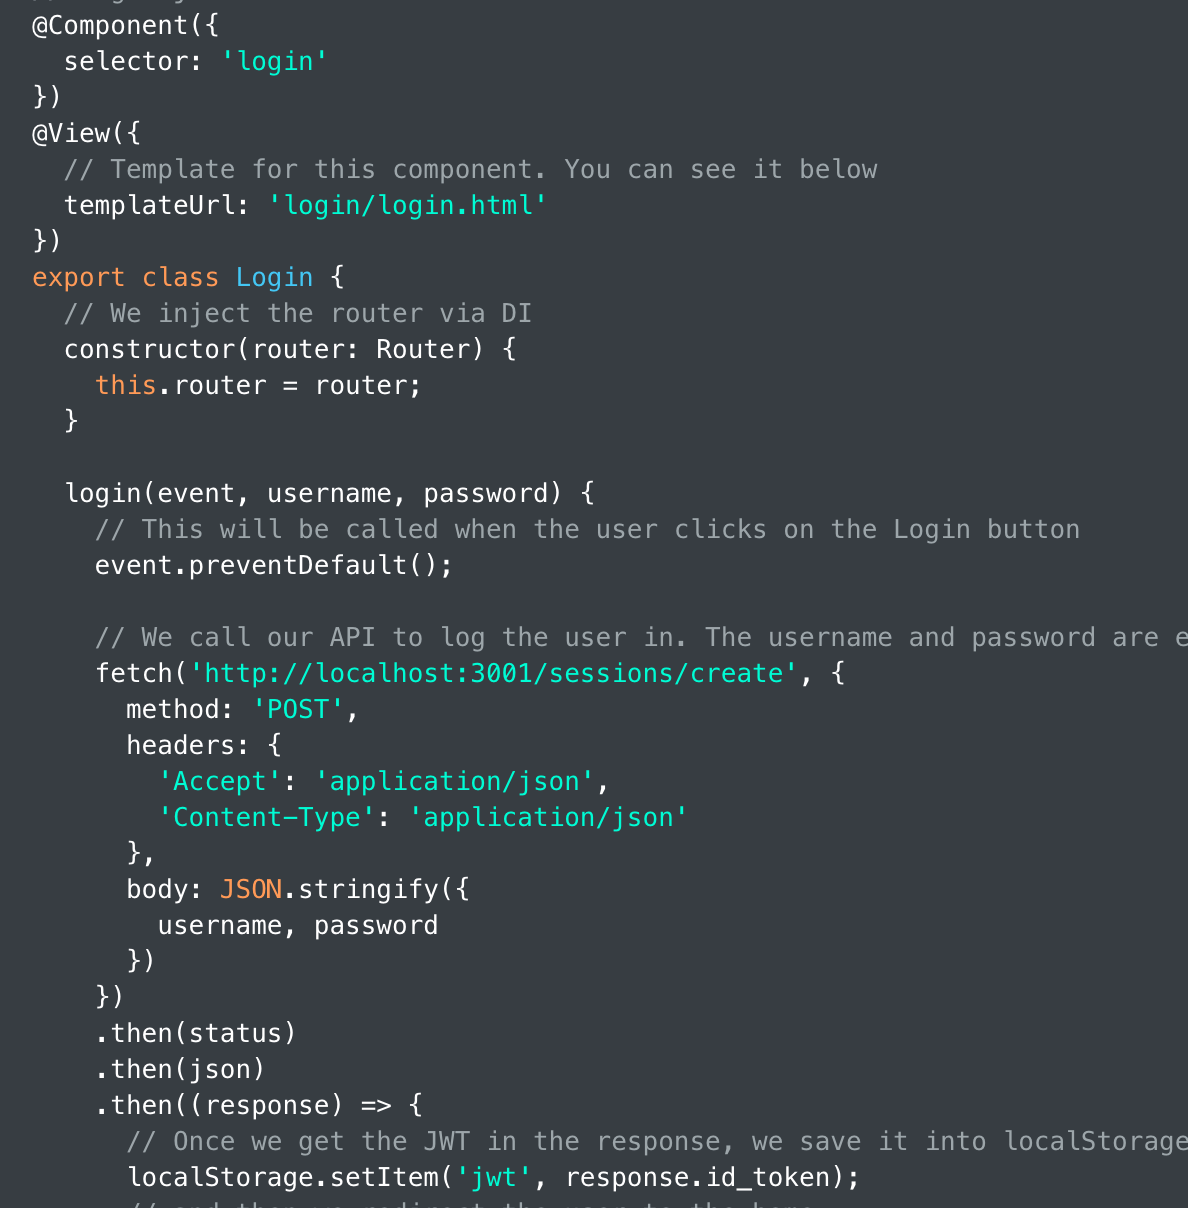 @Component({
  selector: 'login'
})
@View({
  // Template for this component. You can see it below
  templateUrl: 'login/login.html'
})
export class Login {
  // We inject the router via DI
  constructor(router: Router) {
    this.router = router;
  }

  login(event, username, password) {
    // This will be called when the user clicks on the Login button
    event.preventDefault();

    // We call our API to log the user in. The username and password are e
    fetch('http://localhost:3001/sessions/create', {
      method: 'POST',
      headers: {
        'Accept': 'application/json',
        'Content-Type': 'application/json'
      },
      body: JSON.stringify({
        username, password
      })
    })
    .then(status)
    .then(json)
    .then((response) => {
      // Once we get the JWT in the response, we save it into localStorage
      localStorage.setItem('jwt', response.id_token);